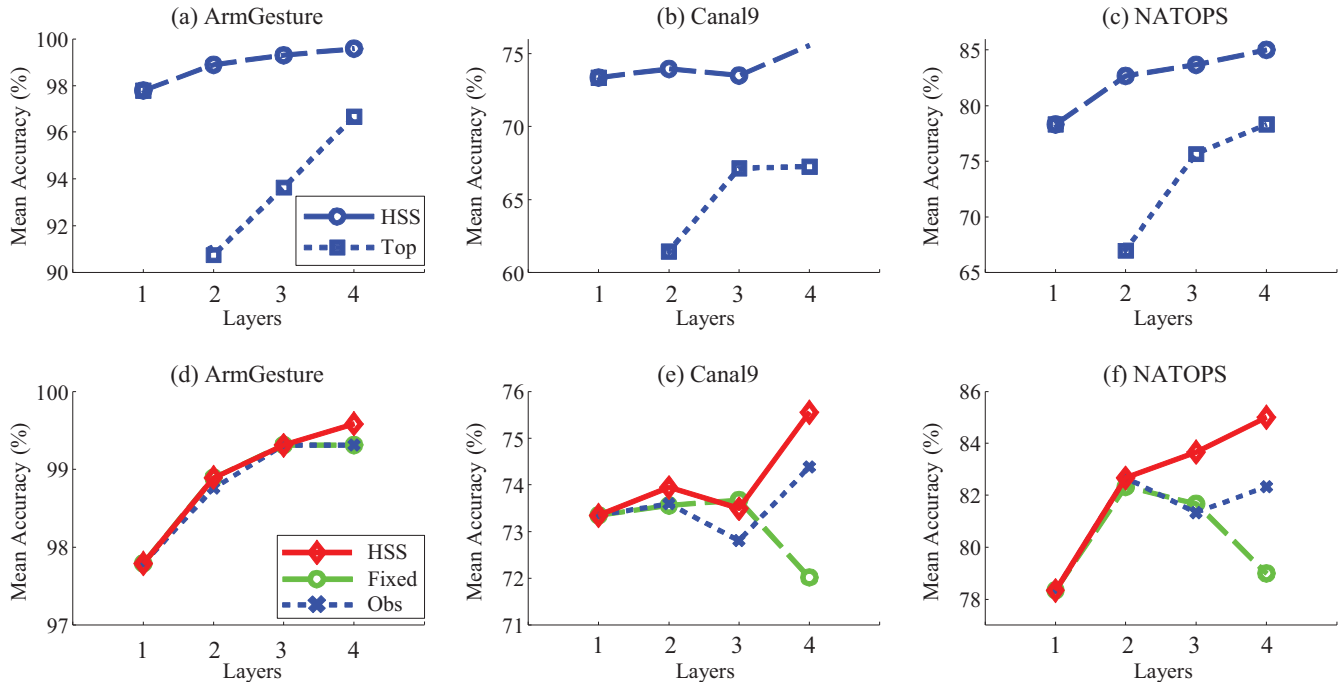 (a) ArmGesture
Mean Accuracy (%)
100
98
96
94
92
90
1 2 3 4
Layers
HSS
Top
(b) Canal9
Mean Accuracy (%)
75
70
65
60
1 2 3 4
Layers
(c) NATOPS
Mean Accuracy (%)
85
80
75
70
65
1 2 3 4
Layers
(d) ArmGesture
Mean Accuracy (%)
100
99
98
97
1 2 3 4
Layers
HSS
Fixed
Obs
(e) Canal9
Mean Accuracy (%)
76
75
74
73
72
71
1 2 3 4
Layers
(f) NATOPS
Mean Accuracy (%)
86
84
82
80
78
1 2 3 4
Layers